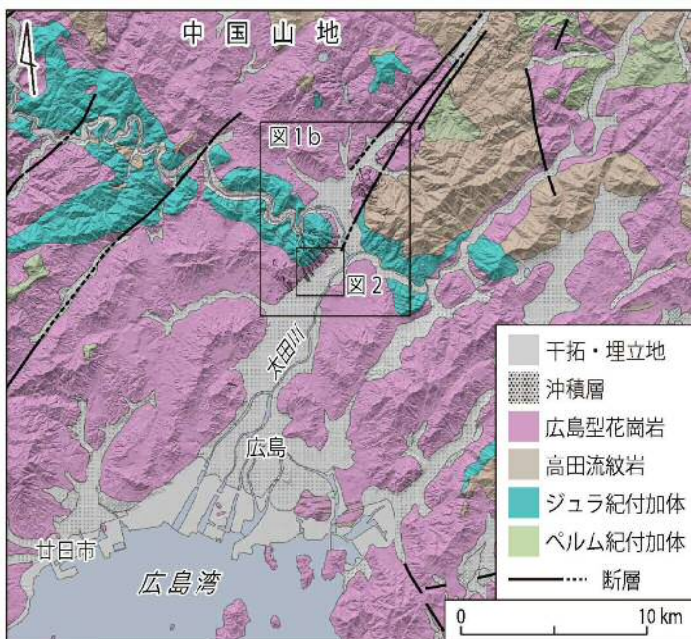 中国山地
図1b
図2
太田川
広島
廿日市
広島湾
干拓・埋立地
沖積層
広島型花崗岩
高田流紋岩
ジュラ紀付加体
ペルム紀付加体
断層
0 10 km